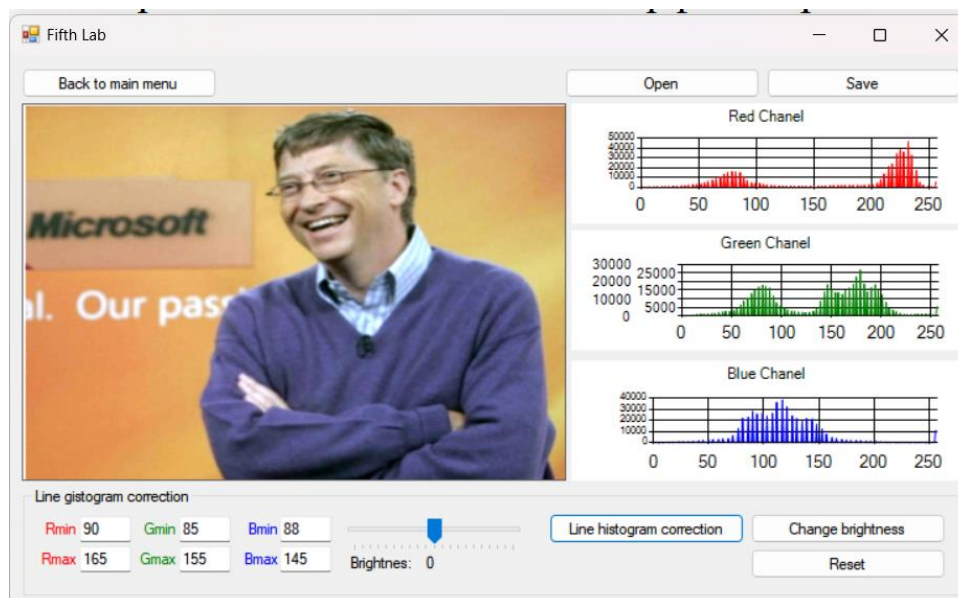 Fifth Lab
Back to main menu
Open
Save
Microsoft
al. Our pass
Red Chanel
50000
40000
30000
20000
10000
0
0 50 100 150 200 250
Green Chanel
30000 25000
20000 15000
10000 5000
0
0 50 100 150 200 250
Blue Chanel
40000
30000
20000
10000
0
0 50 100 150 200 250
Line gistogram correction
Rmin 90 Gmin 85 Bmin 88
Rmax 165 Gmax 155 Bmax 145
Brightnes: 0
Line histogram correction
Change brightness
Reset